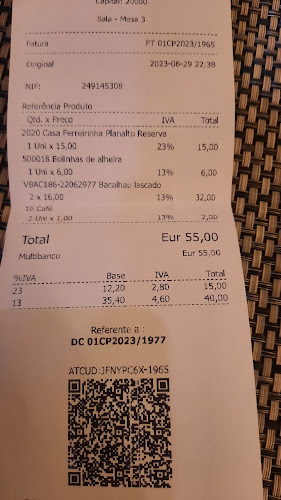 Capital: 20000
Sala - Mesa 3
Fatura FT 01CP2023/1965
Original 2023-06-29 22:38
NIF: 249145308
Referência Produto
Qtd. x Preço IVA Total
2020 Casa Ferreirinha Planalto Reserva
1 Uni x 15,00 23% 15,00
S00018 Bolinhas de alheira
1 Uni x 6,00 13% 6,00
VBAC186-22062977 Bacalhau lascado
2 x 16,00 13% 32,00
10 Café
2 Uni x 1,00 13% 2,00
Total Eur 55,00
Multibanco Eur 55,00
%IVA Base IVA Total
23 12,20 2,80 15,00
13 35,40 4,60 40,00
Referente a :
DC 01CP2023/1977
ATCUD:JFNYPC6X-1965